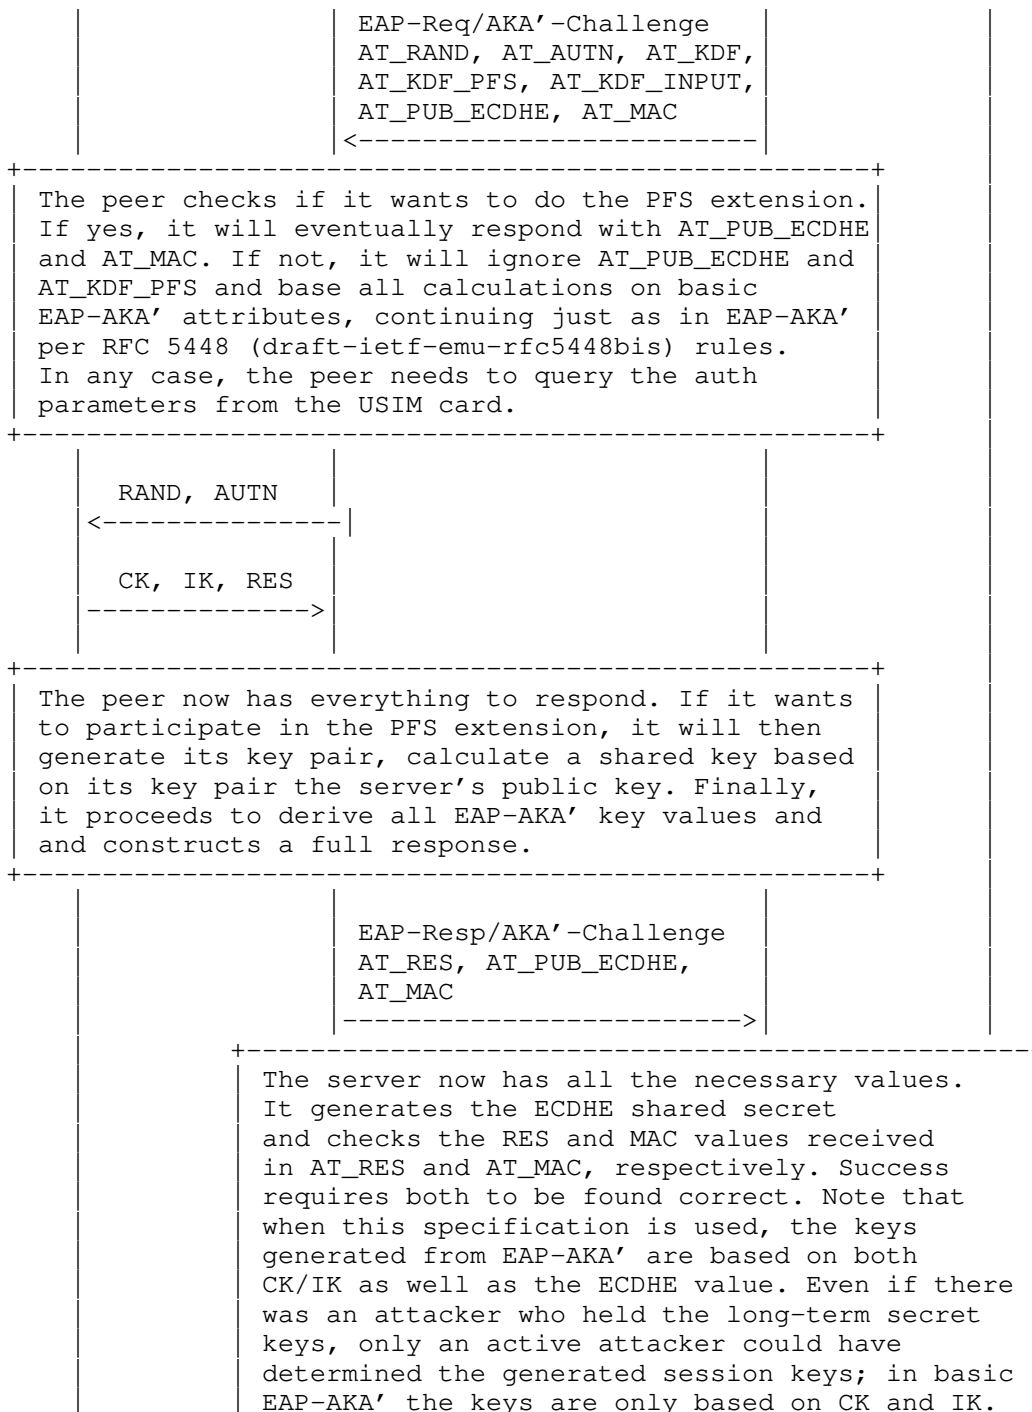 EAP-Req/AKA'-Challenge
AT_RAND, AT_AUTN, AT_KDF,
AT_KDF_PFS, AT_KDF_INPUT,
AT_PUB_ECDHE, AT_MAC
The peer checks if it wants to do the PFS extension.
If yes, it will eventually respond with AT_PUB_ECDHE
and AT_MAC. If not, it will ignore AT_PUB_ECDHE and
AT_KDF_PFS and base all calculations on basic
EAP-AKA' attributes, continuing just as in EAP-AKA'
per RFC 5448 (draft-ietf-emu-rfc5448bis) rules.
In any case, the peer needs to query the auth
parameters from the USIM card.
RAND, AUTN
CK, IK, RES
The peer now has everything to respond. If it wants
to participate in the PFS extension, it will then
generate its key pair, calculate a shared key based
on its key pair the server's public key. Finally,
it proceeds to derive all EAP-AKA' key values and
and constructs a full response.
EAP-Resp/AKA'-Challenge
AT_RES, AT_PUB_ECDHE,
AT_MAC
The server now has all the necessary values.
It generates the ECDHE shared secret
and checks the RES and MAC values received
in AT_RES and AT_MAC, respectively. Success
requires both to be found correct. Note that
when this specification is used, the keys
generated from EAP-AKA' are based on both
CK/IK as well as the ECDHE value. Even if there
was an attacker who held the long-term secret
keys, only an active attacker could have
determined the generated session keys; in basic
EAP-AKA' the keys are only based on CK and IK.